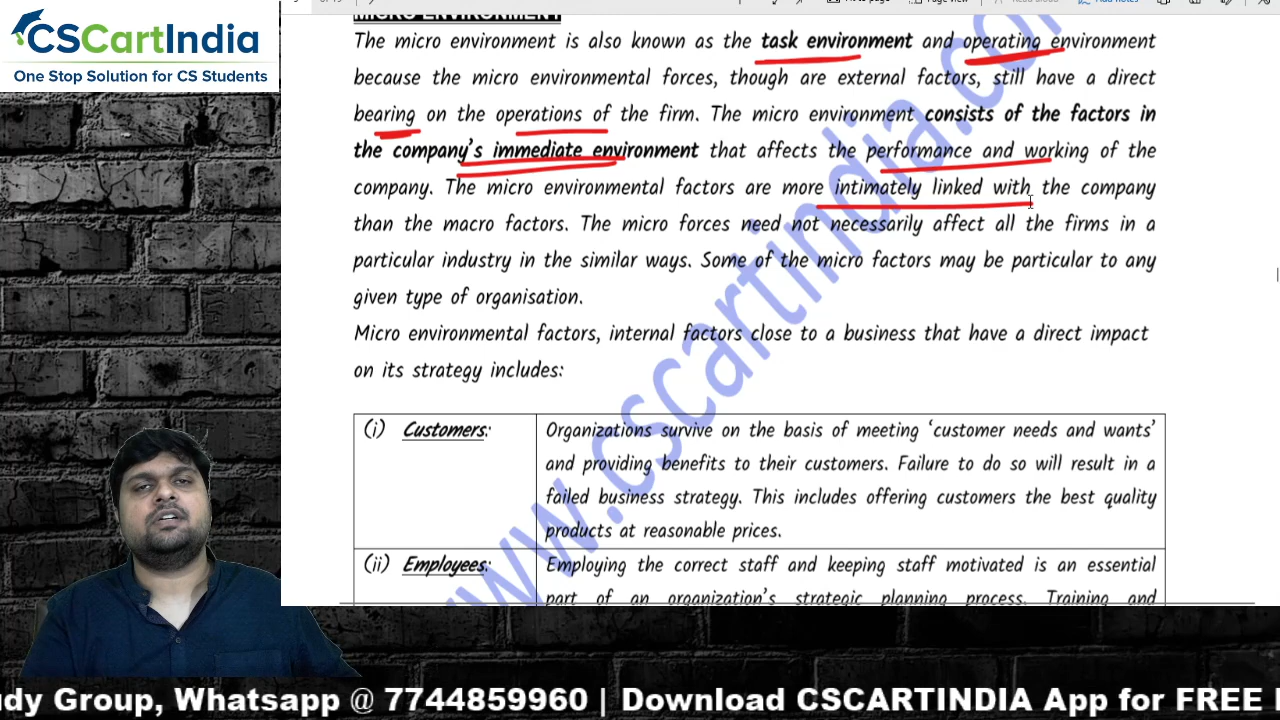 CSCartIndia
One Stop Solution for CS Students
MICRO ENVIRONMENT
The micro environment is also known as the task environment and operating environment
because the micro environmental forces, though are external factors, still have a direct
bearing on the operations of the firm. The micro environment consists of the factors in
the company's immediate environment that affects the performance and working of the
company. The micro environmental factors are more intimately linked with the company
than the macro factors. The micro forces need not necessarily affect all the firms in a
particular industry in the similar ways. Some of the micro factors may be particular to any
given type of organisation.
Micro environmental factors, internal factors close to a business that have a direct impact
on its strategy includes:
(i) Customers:
Organizations survive on the basis of meeting ‘customer needs and wants’
and providing benefits to their customers. Failure to do so will result in a
failed business strategy. This includes offering customers the best quality
products at reasonable prices.
(ii) Employees:
Employing the correct staff and keeping staff motivated is an essential
part of an organization's strategic planning process. Training and
www.cscartindia.com
dy Group, Whatsapp @ 7744859960 | Download CSCARTINDIA App for FREE